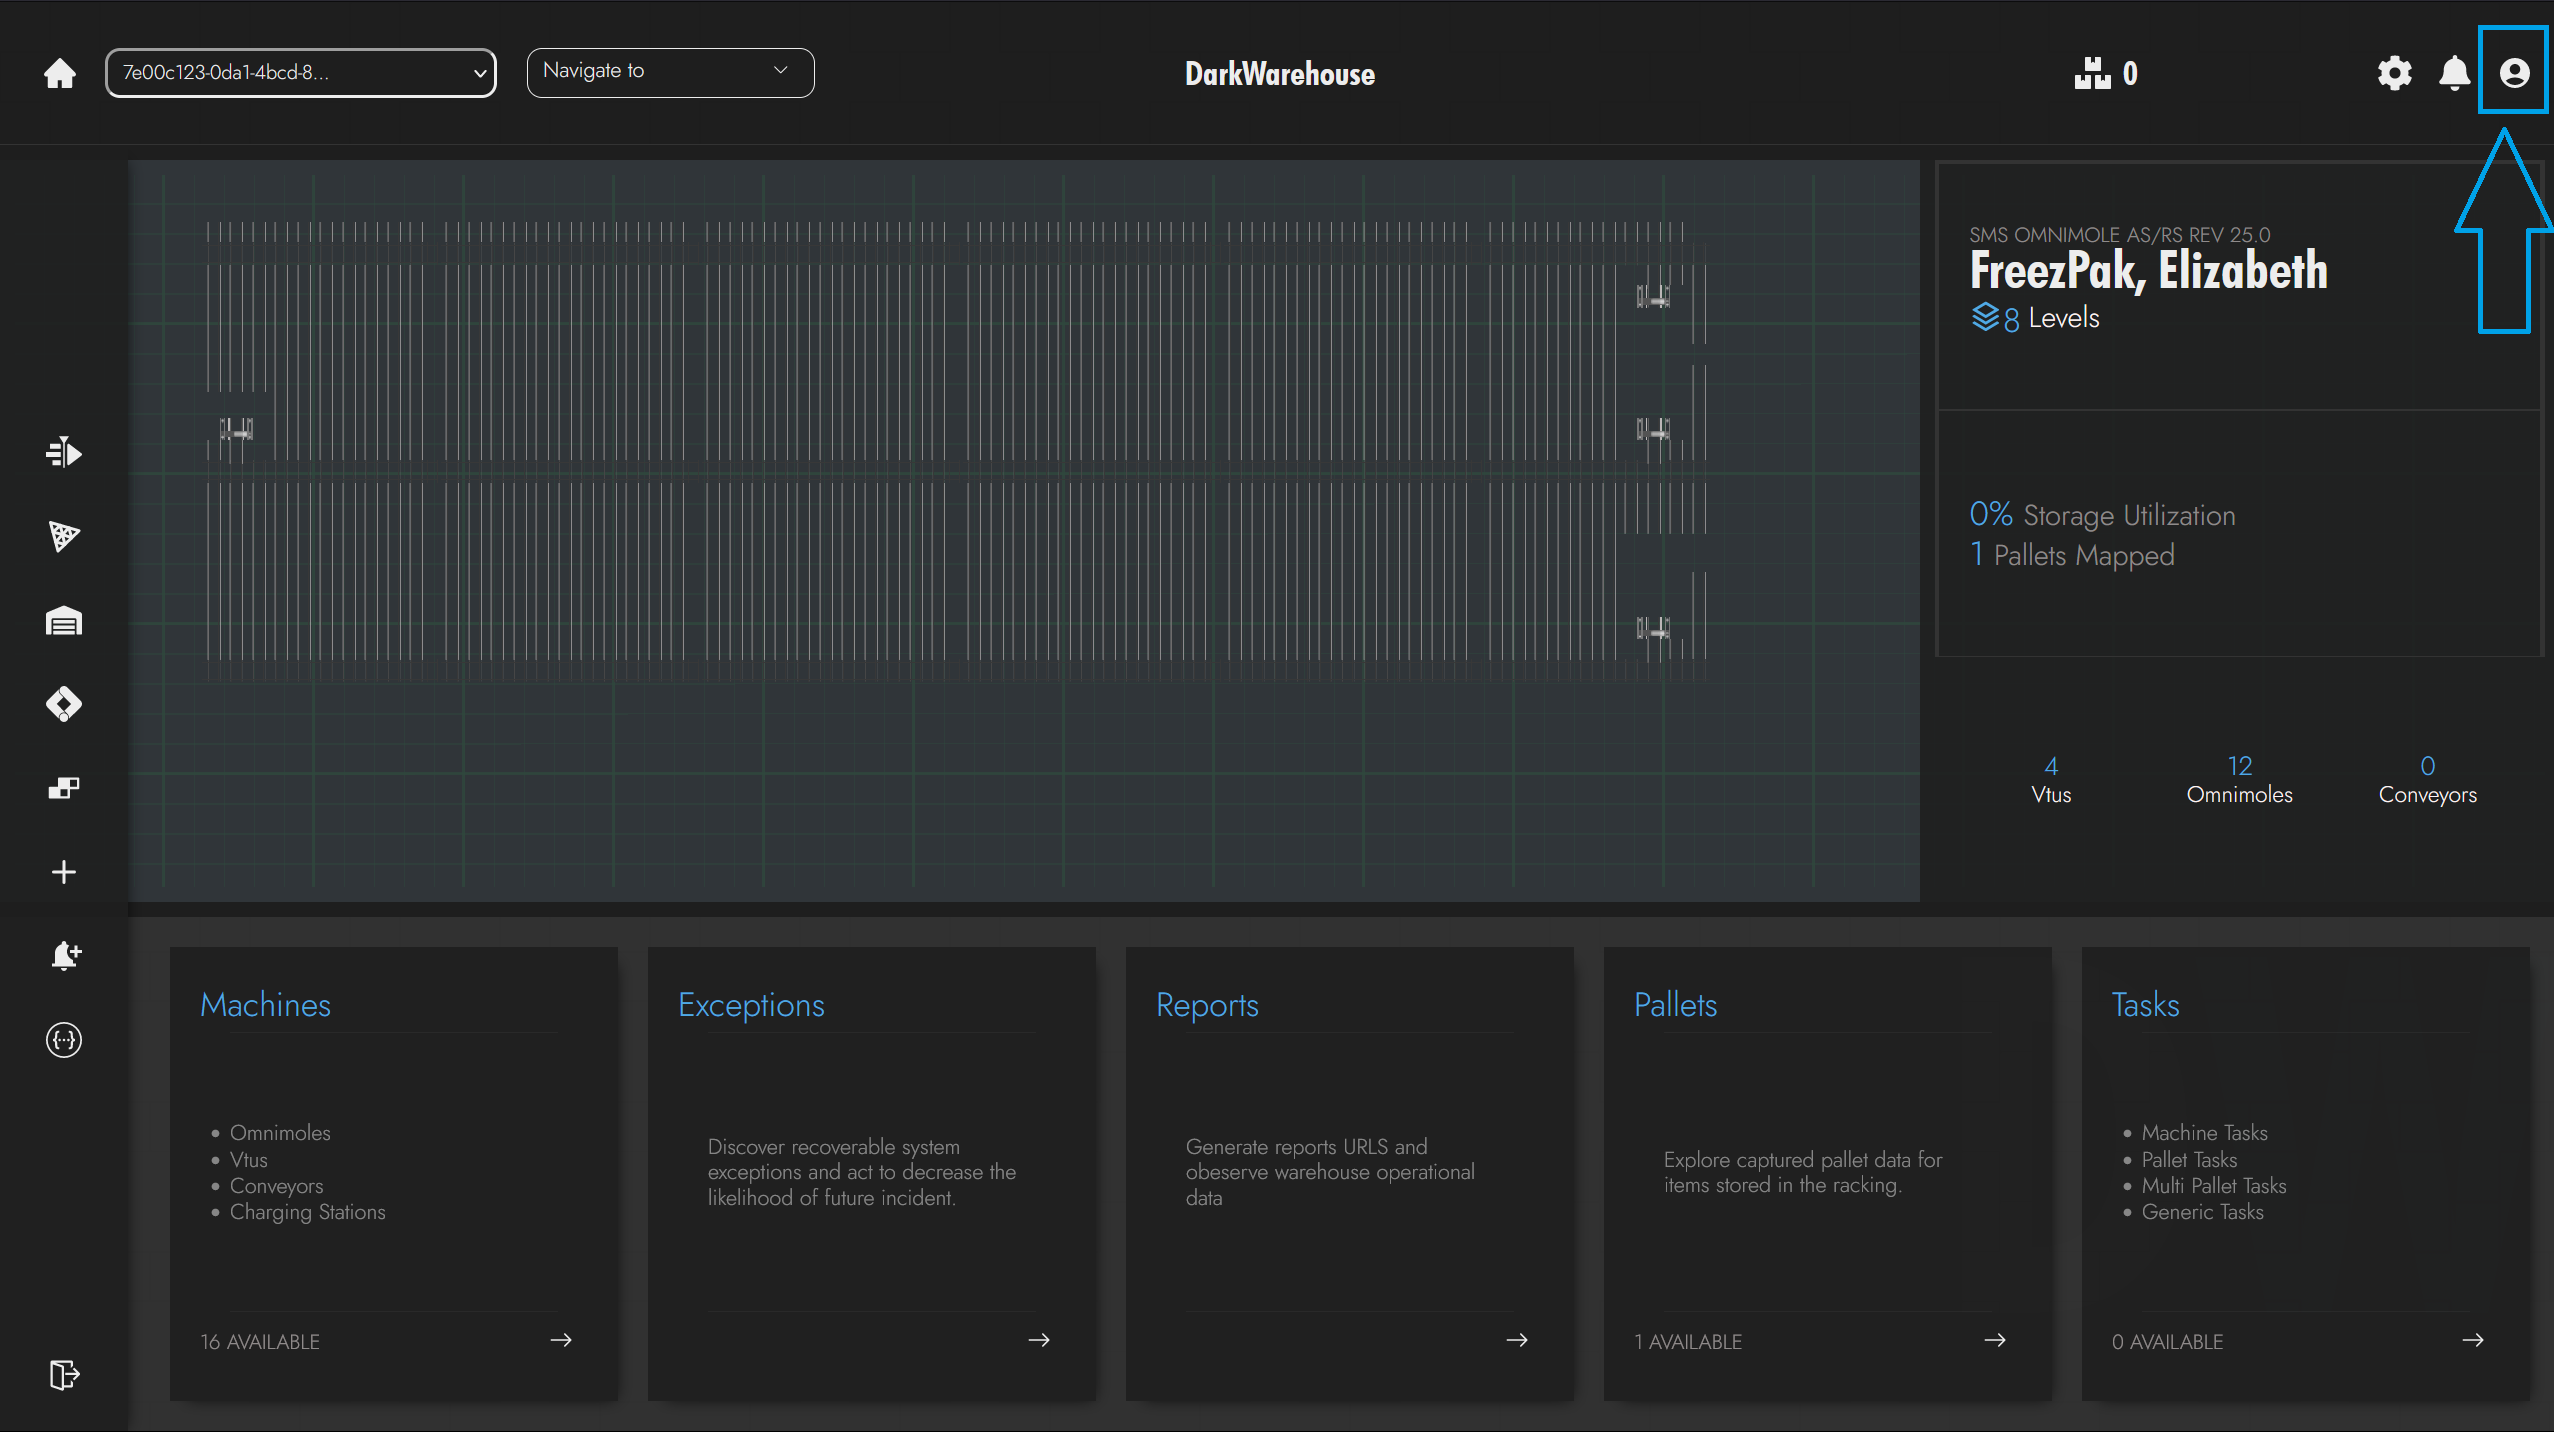 7e00c123-0da1-4bcd-8...
Navigate to
DarkWarehouse
0
SMS OMNIMOLE AS/RS REV 25.0
FreezPak, Elizabeth
8 Levels
0% Storage Utilization
1 Pallets Mapped
4
Vtus
12
Omnimoles
0
Conveyors
Machines
Omnimoles
Vtus
Conveyors
Charging Stations
16 AVAILABLE
Exceptions
Discover recoverable system
exceptions and act to decrease the
likelihood of future incident.
Reports
Generate reports URLS and
obeserve warehouse operational
data
Pallets
Explore captured pallet data for
items stored in the racking.
1 AVAILABLE
Tasks
Machine Tasks
Pallet Tasks
Multi Pallet Tasks
Generic Tasks
0 AVAILABLE